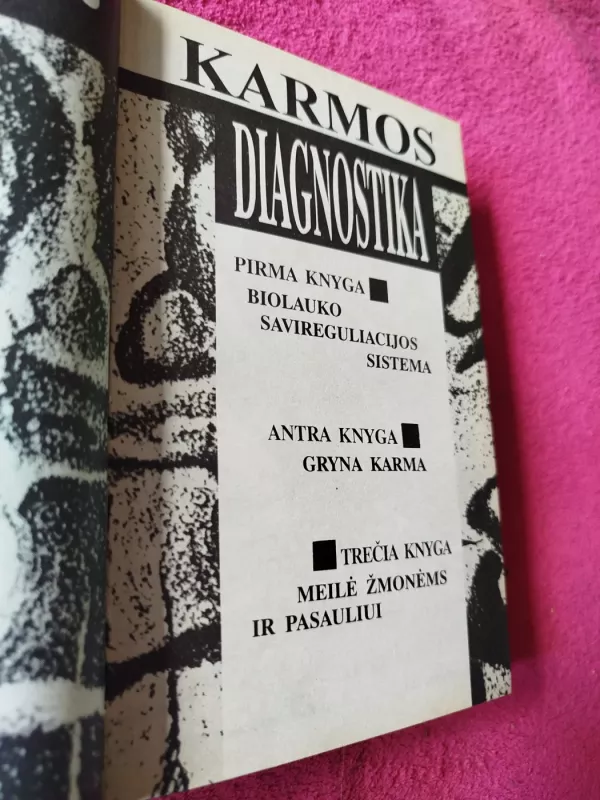 KARMOS
DIAGNOSTIKA
PIRMA KNYGA
BIOLAUKO
SAVIREGULIACIJOS
SISTEMA
ANTRA KNYGA
GRYNA KARMA
TREČIA KNYGA
MEILĖ ŽMONĖMS
IR PASAULIUI